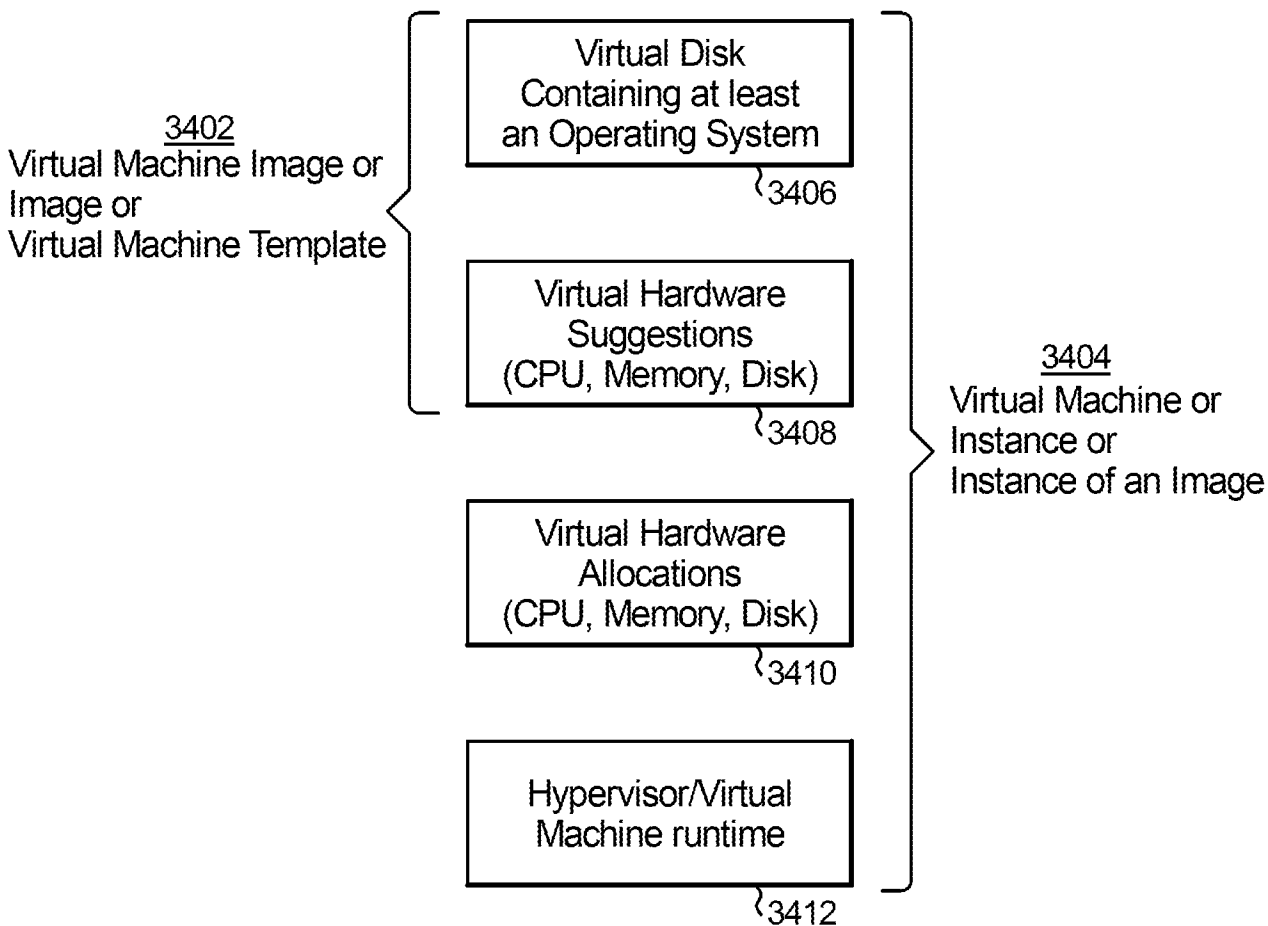 3402
Virtual Machine Image or
Image or
Virtual Machine Template
Virtual Disk
Containing at least
an Operating System
3406
Virtual Hardware
Suggestions
(CPU, Memory, Disk)
3408
Virtual Hardware
Allocations
(CPU, Memory, Disk)
3410
Hypervisor/Virtual
Machine runtime
3412
3404
Virtual Machine or
Instance or
Instance of an Image